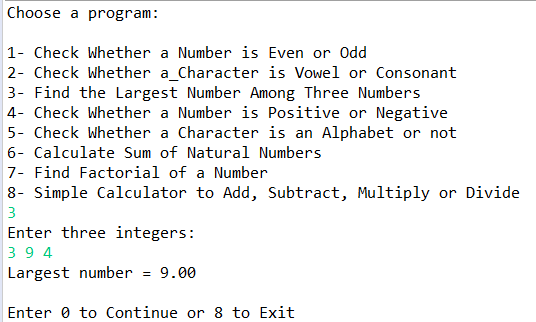 Choose a program:
1- Check Whether a Number is Even or Odd
2- Check Whether a_Character is Vowel or Consonant
3- Find the Largest Number Among Three Numbers
4- Check Whether a Number is Positive or Negative
5- Check Whether a Character is an Alphabet or not
6- Calculate Sum of Natural Numbers
7- Find Factorial of a Number
8- Simple Calculator to Add, Subtract, Multiply or Divide
3
Enter three integers:
3 9 4
Largest number = 9.00
Enter 0 to Continue or 8 to Exit